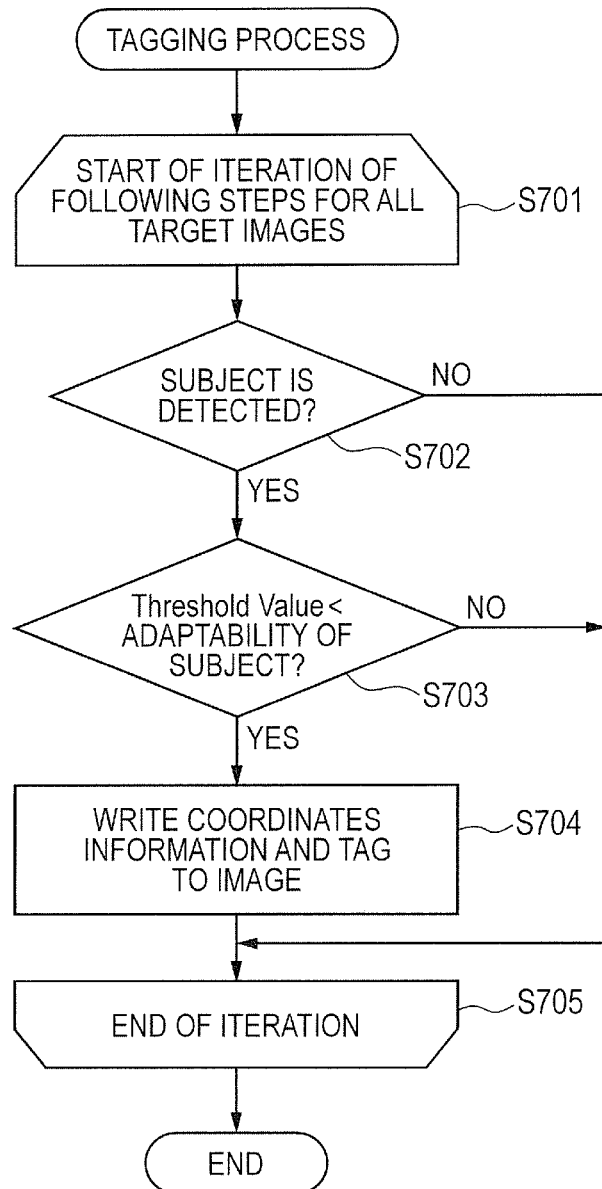 TAGGING PROCESS
START OF ITERATION OF
FOLLOWING STEPS FOR ALL
TARGET IMAGES
S701
SUBJECT IS
DETECTED?
NO
S702
YES
Threshold Value <
ADAPTABILITY OF
SUBJECT?
NO
S703
YES
WRITE COORDINATES
INFORMATION AND TAG
TO IMAGE
S704
END OF ITERATION
S705
END